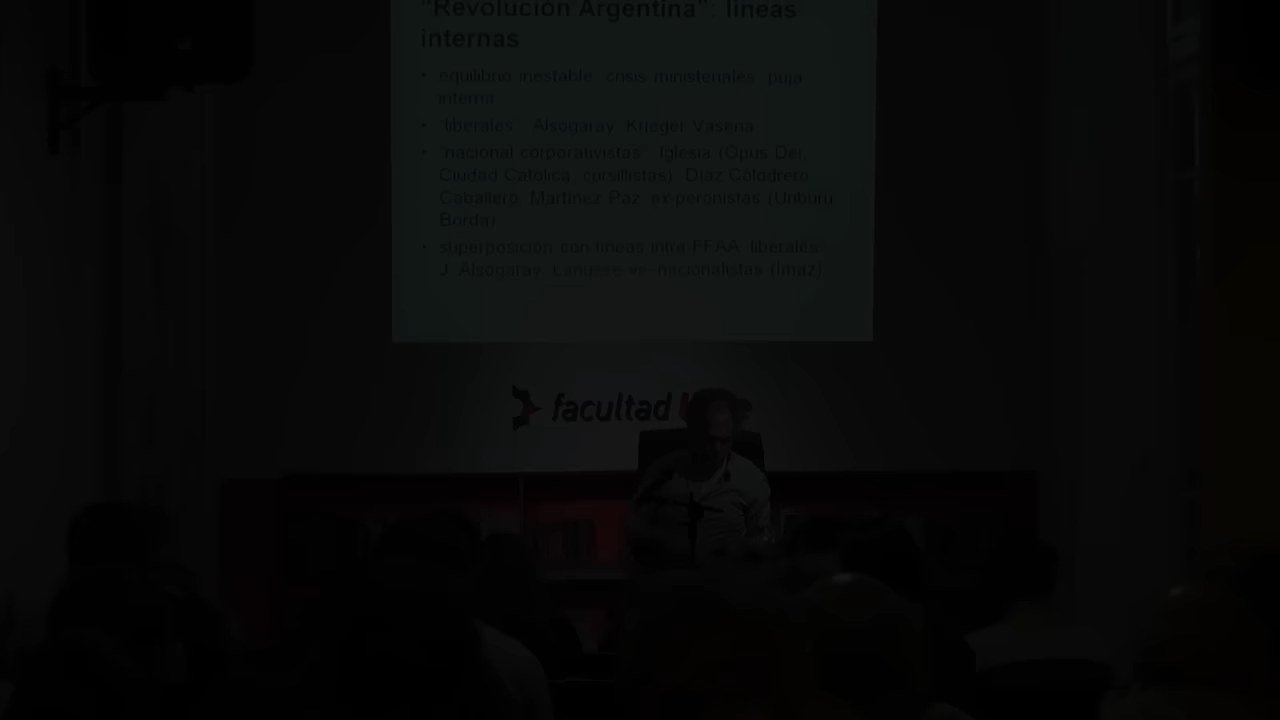 "Revolución Argentina": líneas
internas
• equilibrio inestable: crisis ministeriales, puja
interna
• "liberales": Alsogaray, Krieger Vasena
• "nacional corporativistas": Iglesia (Opus Dei,
Ciudad Católica, cursillistas), Díaz Colodrero,
Caballero, Martínez Paz, ex-peronistas (Uriburu,
Borda)
• superposición con líneas intra FFAA: liberales
J. Alsogaray, Lanusse vs. nacionalistas (Imaz)
facultad